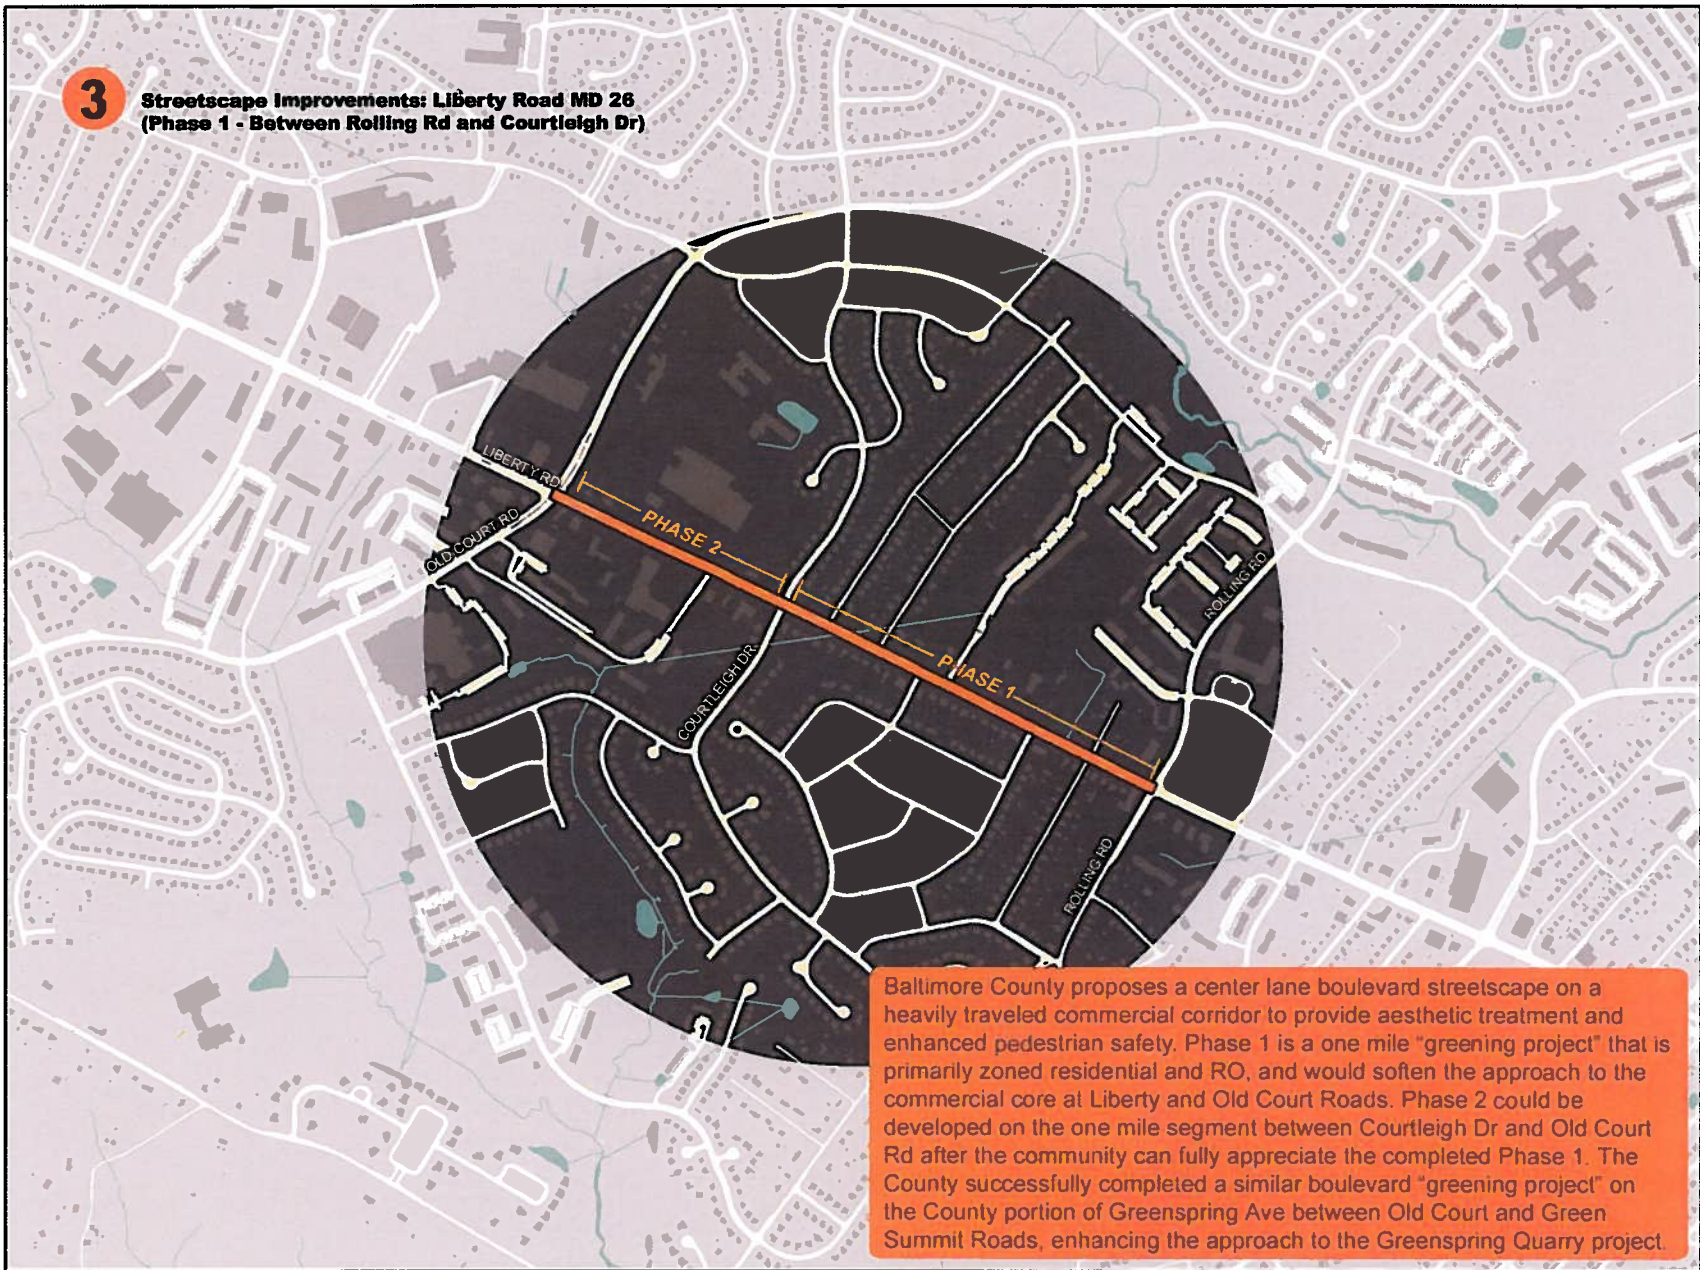 3
Streetscape Improvements: Liberty Road MD 26
(Phase 1 - Between Rolling Rd and Courtleigh Dr)
LIBERTY RD
OLD COURT RD
PHASE 2
COURTLEIGH DR
PHASE 1
ROLLING RD
ROLLING RD
Baltimore County proposes a center lane boulevard streetscape on a
heavily traveled commercial corridor to provide aesthetic treatment and
enhanced pedestrian safety. Phase 1 is a one mile "greening project" that is
primarily zoned residential and RO, and would soften the approach to the
commercial core at Liberty and Old Court Roads. Phase 2 could be
developed on the one mile segment between Courtleigh Dr and Old Court
Rd after the community can fully appreciate the completed Phase 1. The
County successfully completed a similar boulevard "greening project" on
the County portion of Greenspring Ave between Old Court and Green
Summit Roads, enhancing the approach to the Greenspring Quarry project.